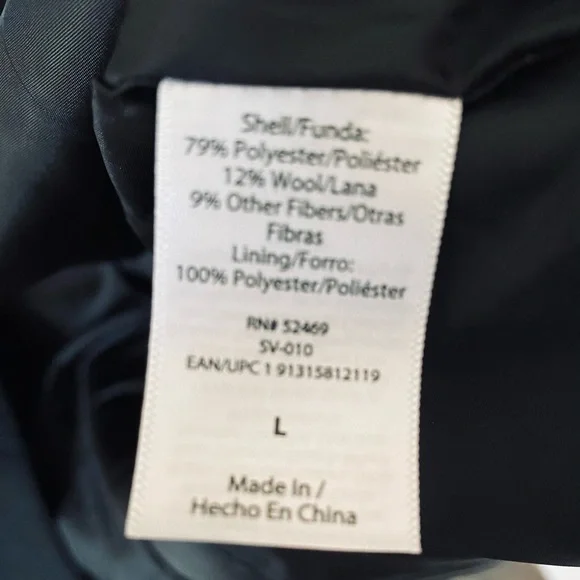 Shell/Funda:
79% Polyester/Poliéster
12% Wool/Lana
9% Other Fibers/Otras
Fibras
Lining/Forro:
100% Polyester/Poliéster
RN# 52469
SV-010
EAN/UPC 1 91315812119
L
Made In /
Hecho En China